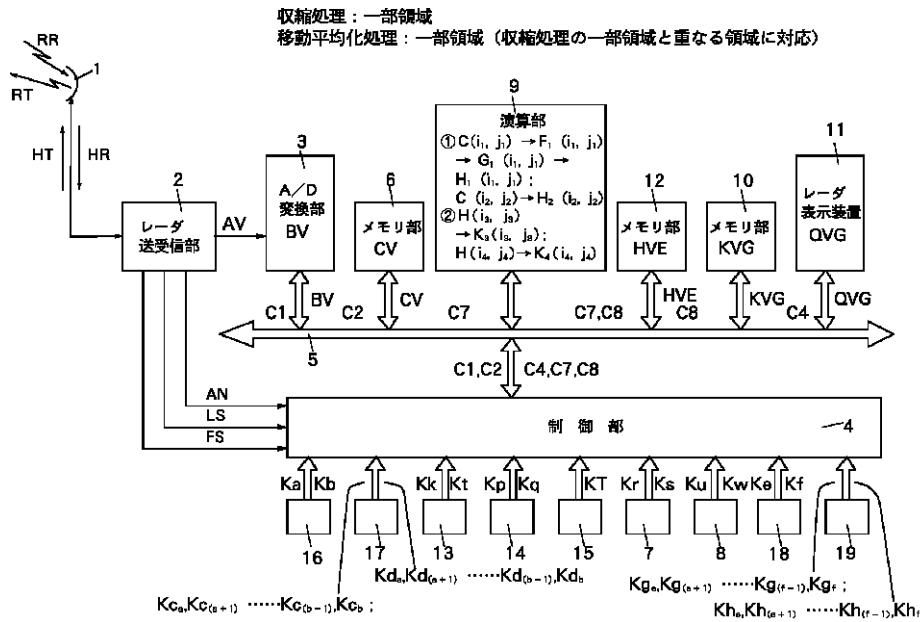 収縮処理：一部領域
移動平均化処理：一部領域（収縮処理の一部領域と重なる領域に対応）
RR
1
RT
HT
HR
2
レーダ
送受信部
AV
3
A／D
変換部
BV
6
メモリ部
CV
9
演算部
①C(i₁, j₁) →F₁ (i₁, j₁)
→ G₁ (i₁, j₁) →
H₁ (i₁, j₁) ;
C (i₂, j₂)→H₂ (i₂, j₂)
②H(i₃, j₃)
→K₃(i₃, j₃);
H(i₄, j₄)→K₄(i₄, j₄)
12
メモリ部
HVE
10
メモリ部
KVG
11
レーダ
表示装置
QVG
C1
BV
C2
CV
C7
C7,C8
HVE
C8
KVG
C4
QVG
5
C1,C2
C4,C7,C8
AN
LS
FS
制 御 部
4
Ka Kb
Kk Kt
Kp Kq
KT
Kr Ks
Ku Kw
Ke Kf
16
17
13
14
15
7
8
18
19
Kdₐ,Kd₍ₐ₊₁₎ ……Kd₍b₋₁₎,Kdb
Kcₐ,Kc₍ₐ₊₁₎ ……Kc₍b₋₁₎,Kcb ;
Kgₑ,Kg₍ₑ₊₁₎ ……Kg₍f₋₁₎,Kgf ;
Khₑ,Kh₍ₑ₊₁₎ ……Kh₍f₋₁₎,Khf